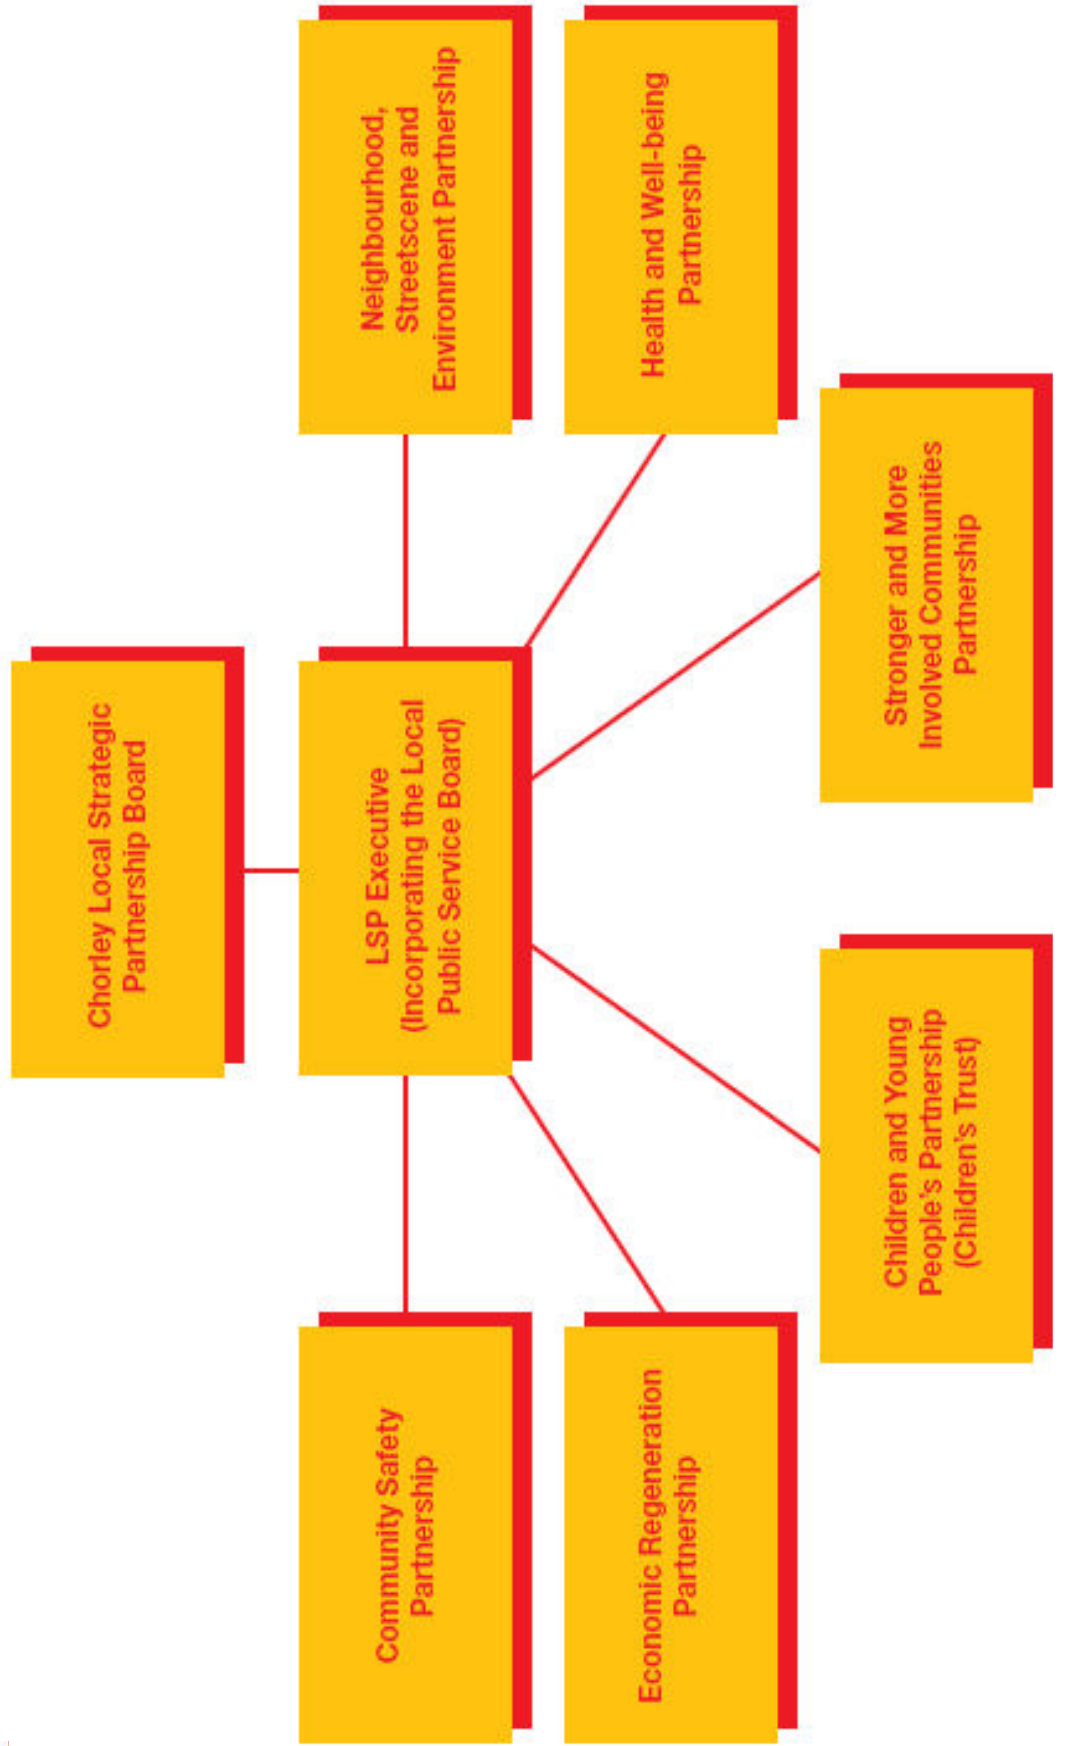 Chorley Local Strategic
Partnership Board
Community Safety
Partnership
LSP Executive
(Incorporating the Local
Public Service Board)
Neighbourhood,
Streetscene and
Environment Partnership
Economic Regeneration
Partnership
Health and Well-being
Partnership
Children and Young
People's Partnership
(Children's Trust)
Stronger and More
Involved Communities
Partnership